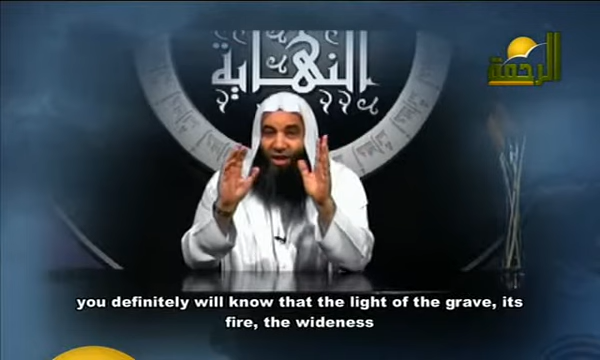 النهاية
الرحمة
you definitely will know that the light of the grave, its
fire, the wideness